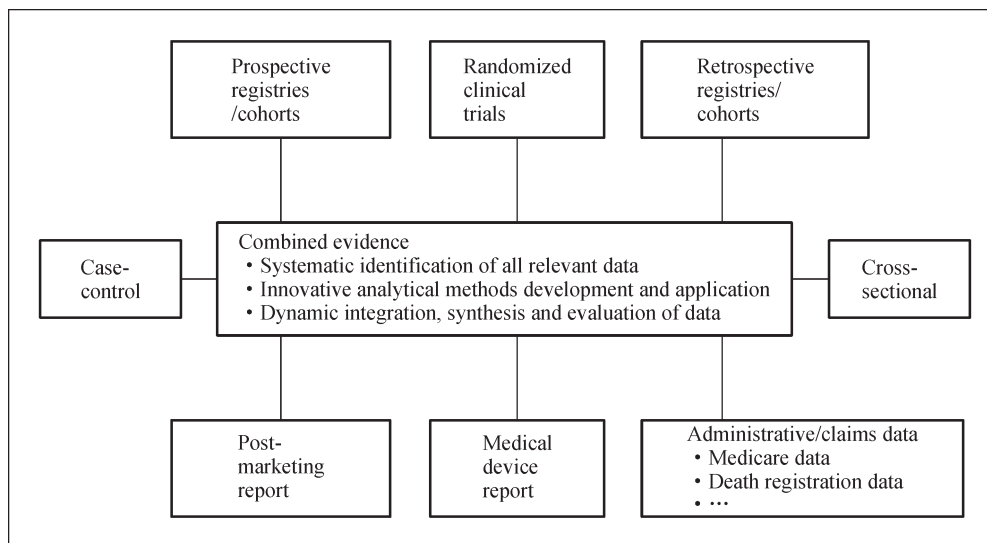 Prospective
registries
/cohorts
Randomized
clinical
trials
Retrospective
registries/
cohorts
Case-
control
Combined evidence
• Systematic identification of all relevant data
• Innovative analytical methods development and application
• Dynamic integration, synthesis and evaluation of data
Cross-
sectional
Post-
marketing
report
Medical
device
report
Administrative/claims data
• Medicare data
• Death registration data
• ···